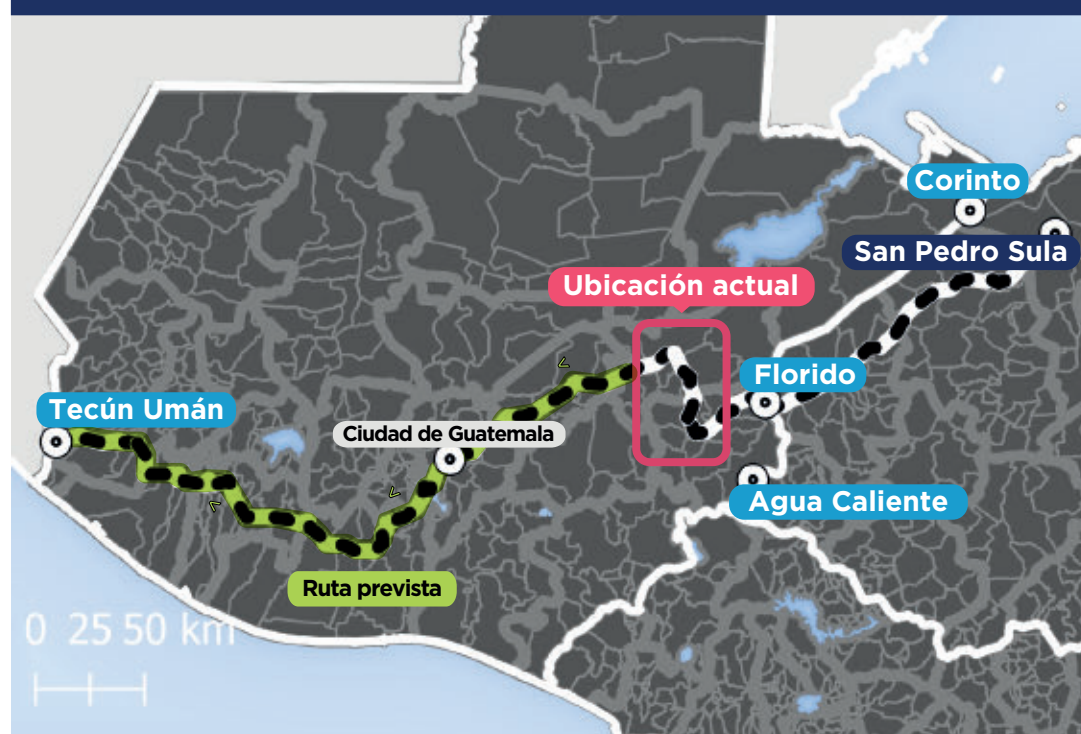 Corinto
San Pedro Sula
Ubicación actual
Florido
Tecún Umán
Ciudad de Guatemala
Agua Caliente
Ruta prevista
0 25 50 km